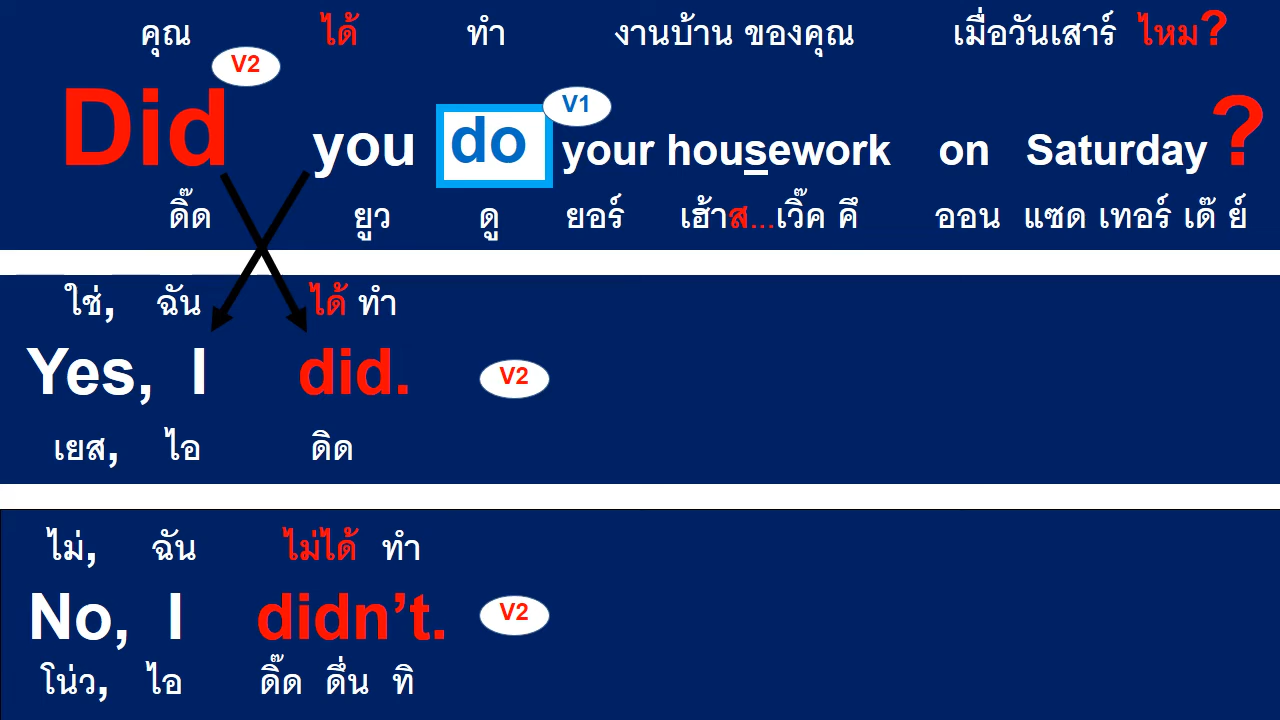 คุณ ได้ ทำ งานบ้าน ของคุณ เมื่อวันเสาร์ ไหม?
V2 V1
Did you do your housework on Saturday ?
ดิ๊ด ยูว ดู ยอร์ เฮ้าส...เวิ๊ค คึ ออน แซด เทอร์ เด๊ ย์
ใช่, ฉัน ได้ ทำ
Yes, I did. V2
เยส, ไอ ดิด
ไม่, ฉัน ไม่ได้ ทำ
No, I didn’t. V2
โน่ว, ไอ ดิ๊ด ดึ่น ทิ